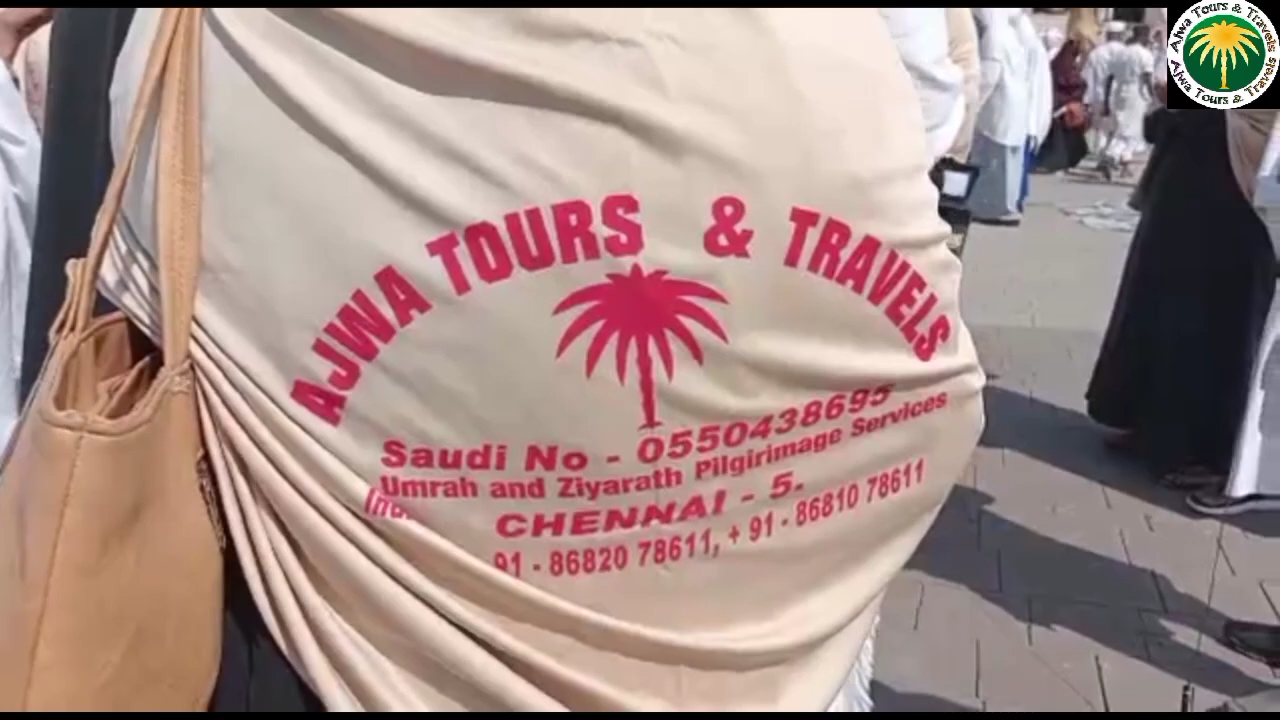 AJWA TOURS & TRAVELS
Saudi No - 0550438695
Umrah and Ziyarath Pilgirimage Services
CHENNAI - 5.
91 - 86820 78611, + 91 - 86810 78611
Ajwa Tours & Travels
Ajwa Tours & Travels